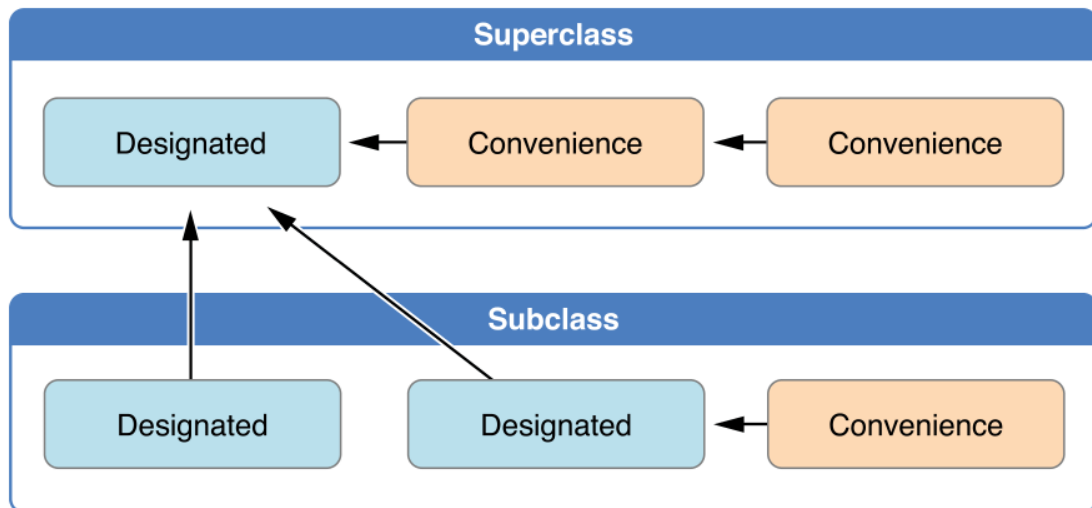 Superclass
Designated
Convenience
Convenience
Subclass
Designated
Designated
Convenience